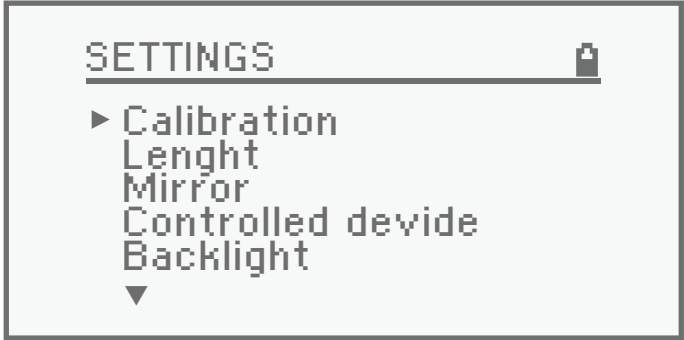 SETTINGS
Calibration
Lenght
Mirror
Controlled devide
Backlight